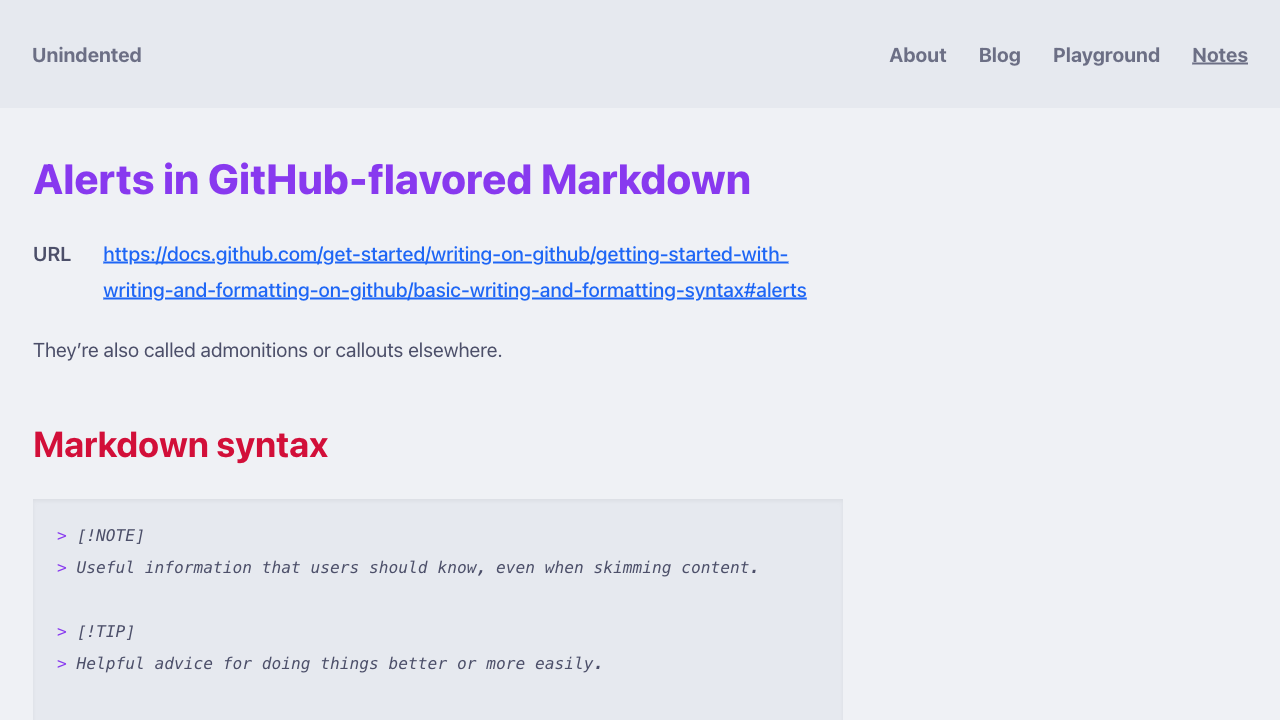 Unindented
About Blog Playground Notes
Alerts in GitHub-flavored Markdown
URL https://docs.github.com/get-started/writing-on-github/getting-started-with-
writing-and-formatting-on-github/basic-writing-and-formatting-syntax#alerts
They’re also called admonitions or callouts elsewhere.
Markdown syntax
> [!NOTE]
> Useful information that users should know, even when skimming content.
> [!TIP]
> Helpful advice for doing things better or more easily.